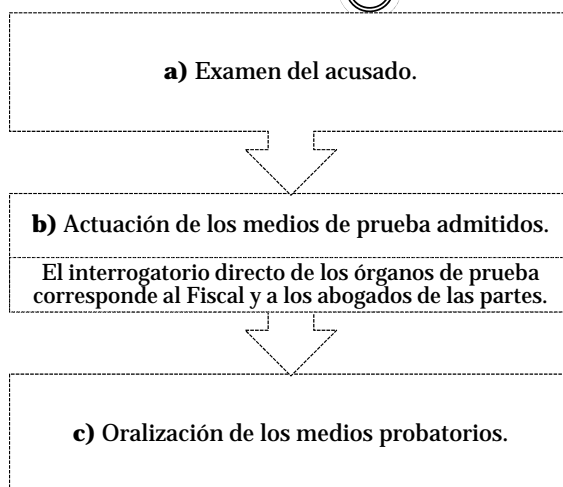 a) Examen del acusado.
b) Actuación de los medios de prueba admitidos.
El interrogatorio directo de los órganos de prueba
corresponde al Fiscal y a los abogados de las partes.
c) Oralización de los medios probatorios.